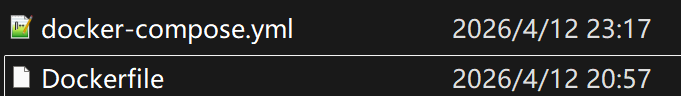 docker-compose.yml 2026/4/12 23:17
Dockerfile 2026/4/12 20:57